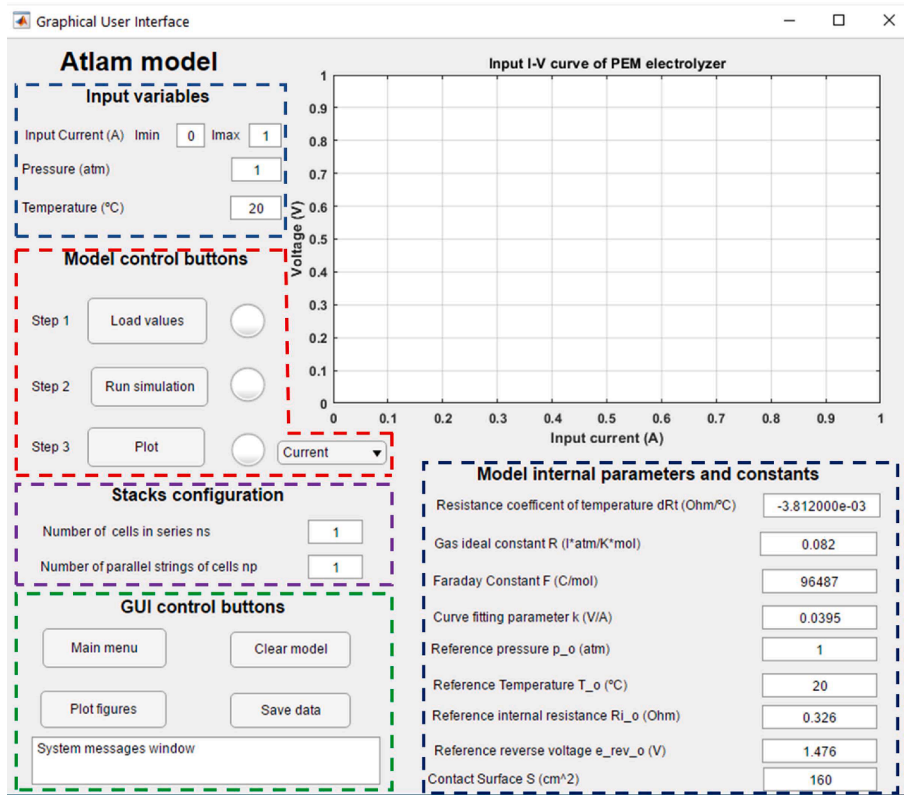 Graphical User Interface
Atlam model
Input variables
Input Current (A) Imin 0 Imax 1
Pressure (atm) 1
Temperature (ºC) 20
Model control buttons
Step 1 Load values
Step 2 Run simulation
Step 3 Plot Current
Stacks configuration
Number of cells in series ns 1
Number of parallel strings of cells np 1
GUI control buttons
Main menu Clear model
Plot figures Save data
System messages window
Input I-V curve of PEM electrolyzer
Voltage (V)
1
0.9
0.8
0.7
0.6
0.5
0.4
0.3
0.2
0.1
0
0 0.1 0.2 0.3 0.4 0.5 0.6 0.7 0.8 0.9 1
Input current (A)
Model internal parameters and constants
Resistance coefficent of temperature dRt (Ohm/ºC) -3.812000e-03
Gas ideal constant R (l*atm/K*mol) 0.082
Faraday Constant F (C/mol) 96487
Curve fitting parameter k (V/A) 0.0395
Reference pressure p_o (atm) 1
Reference Temperature T_o (ºC) 20
Reference internal resistance Ri_o (Ohm) 0.326
Reference reverse voltage e_rev_o (V) 1.476
Contact Surface S (cm^2) 160